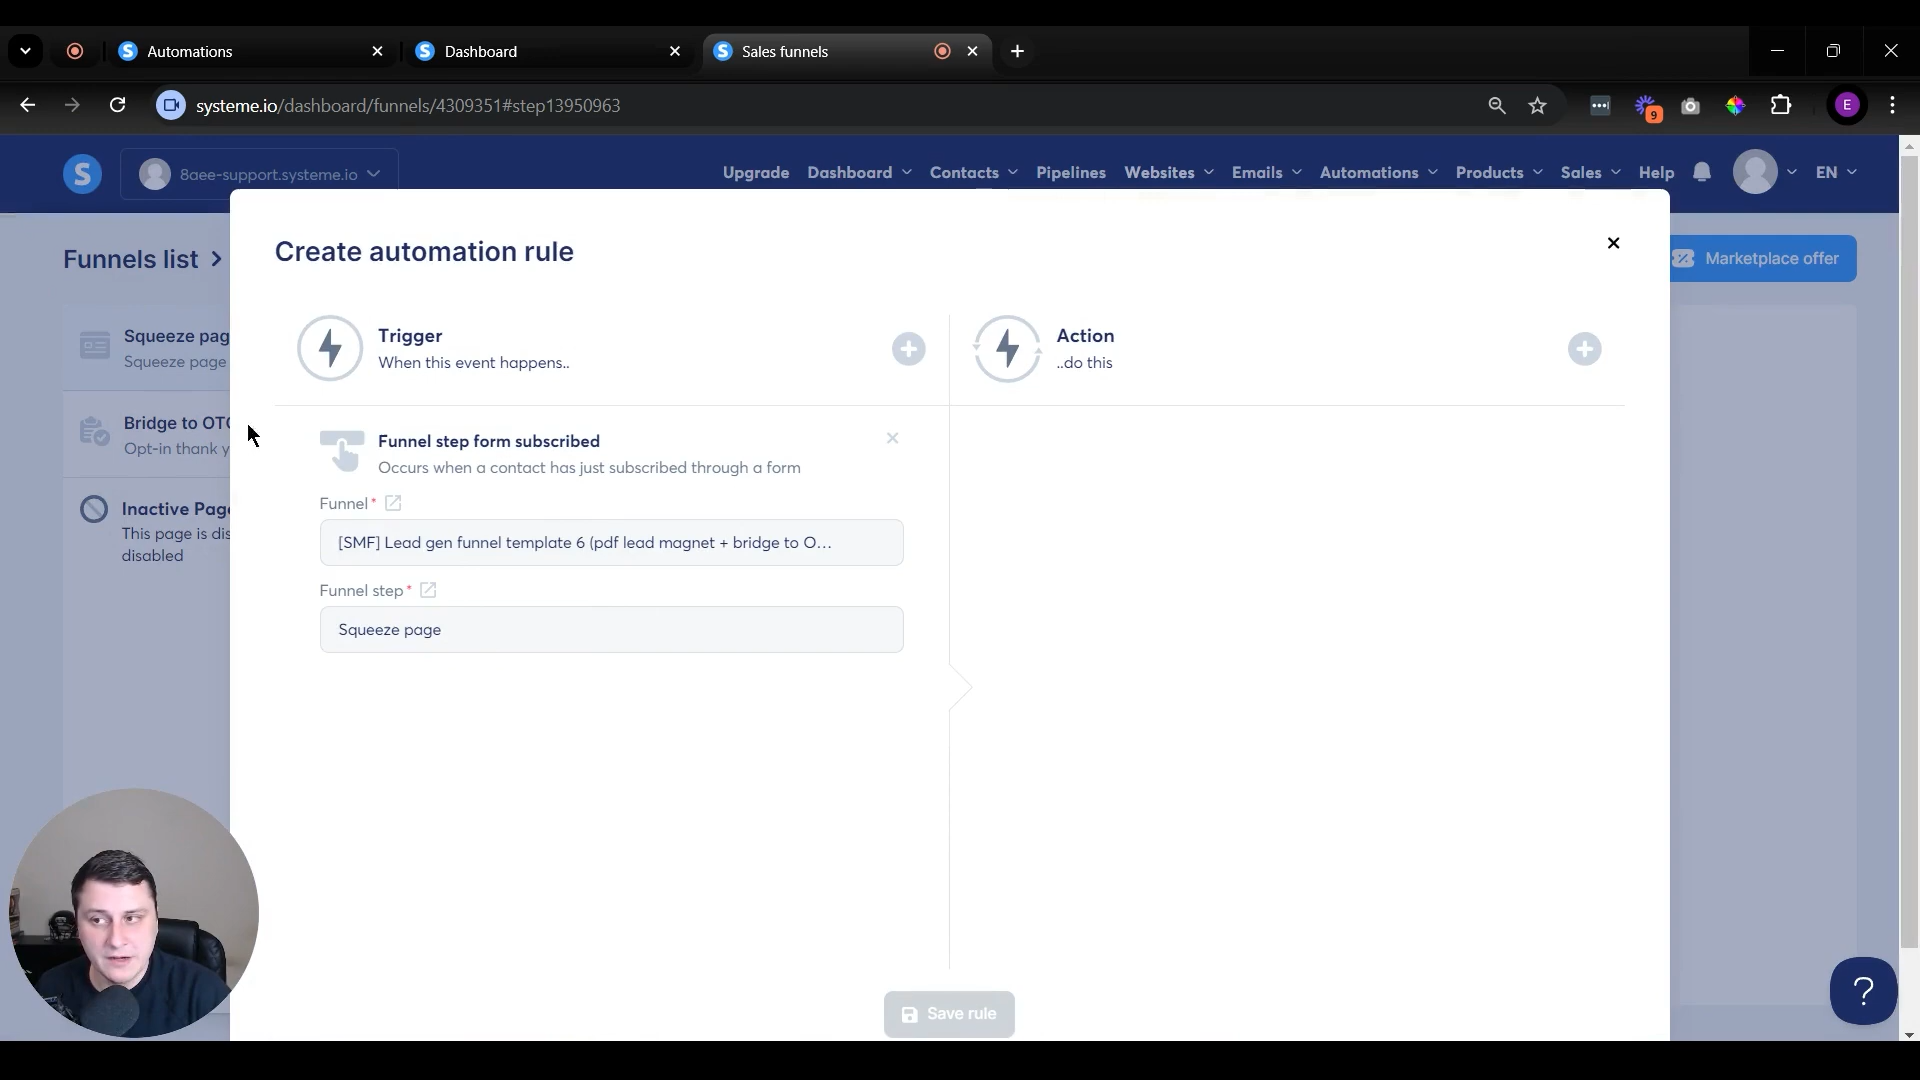 Automations
Dashboard
Sales funnels
systeme.io/dashboard/funnels/4309351#step13950963
9
E
S
8aee-support.systeme.io
Upgrade
Dashboard
Contacts
Pipelines
Websites
Emails
Automations
Products
Sales
Help
EN
Funnels list
Marketplace offer
Squeeze pag
Squeeze page
Bridge to OTO
Opt-in thank y
Inactive Page
This page is dis
disabled
Create automation rule
Trigger
When this event happens..
Action
..do this
Funnel step form subscribed
Occurs when a contact has just subscribed through a form
Funnel*
[SMF] Lead gen funnel template 6 (pdf lead magnet + bridge to O...
Funnel step*
Squeeze page
Save rule
?